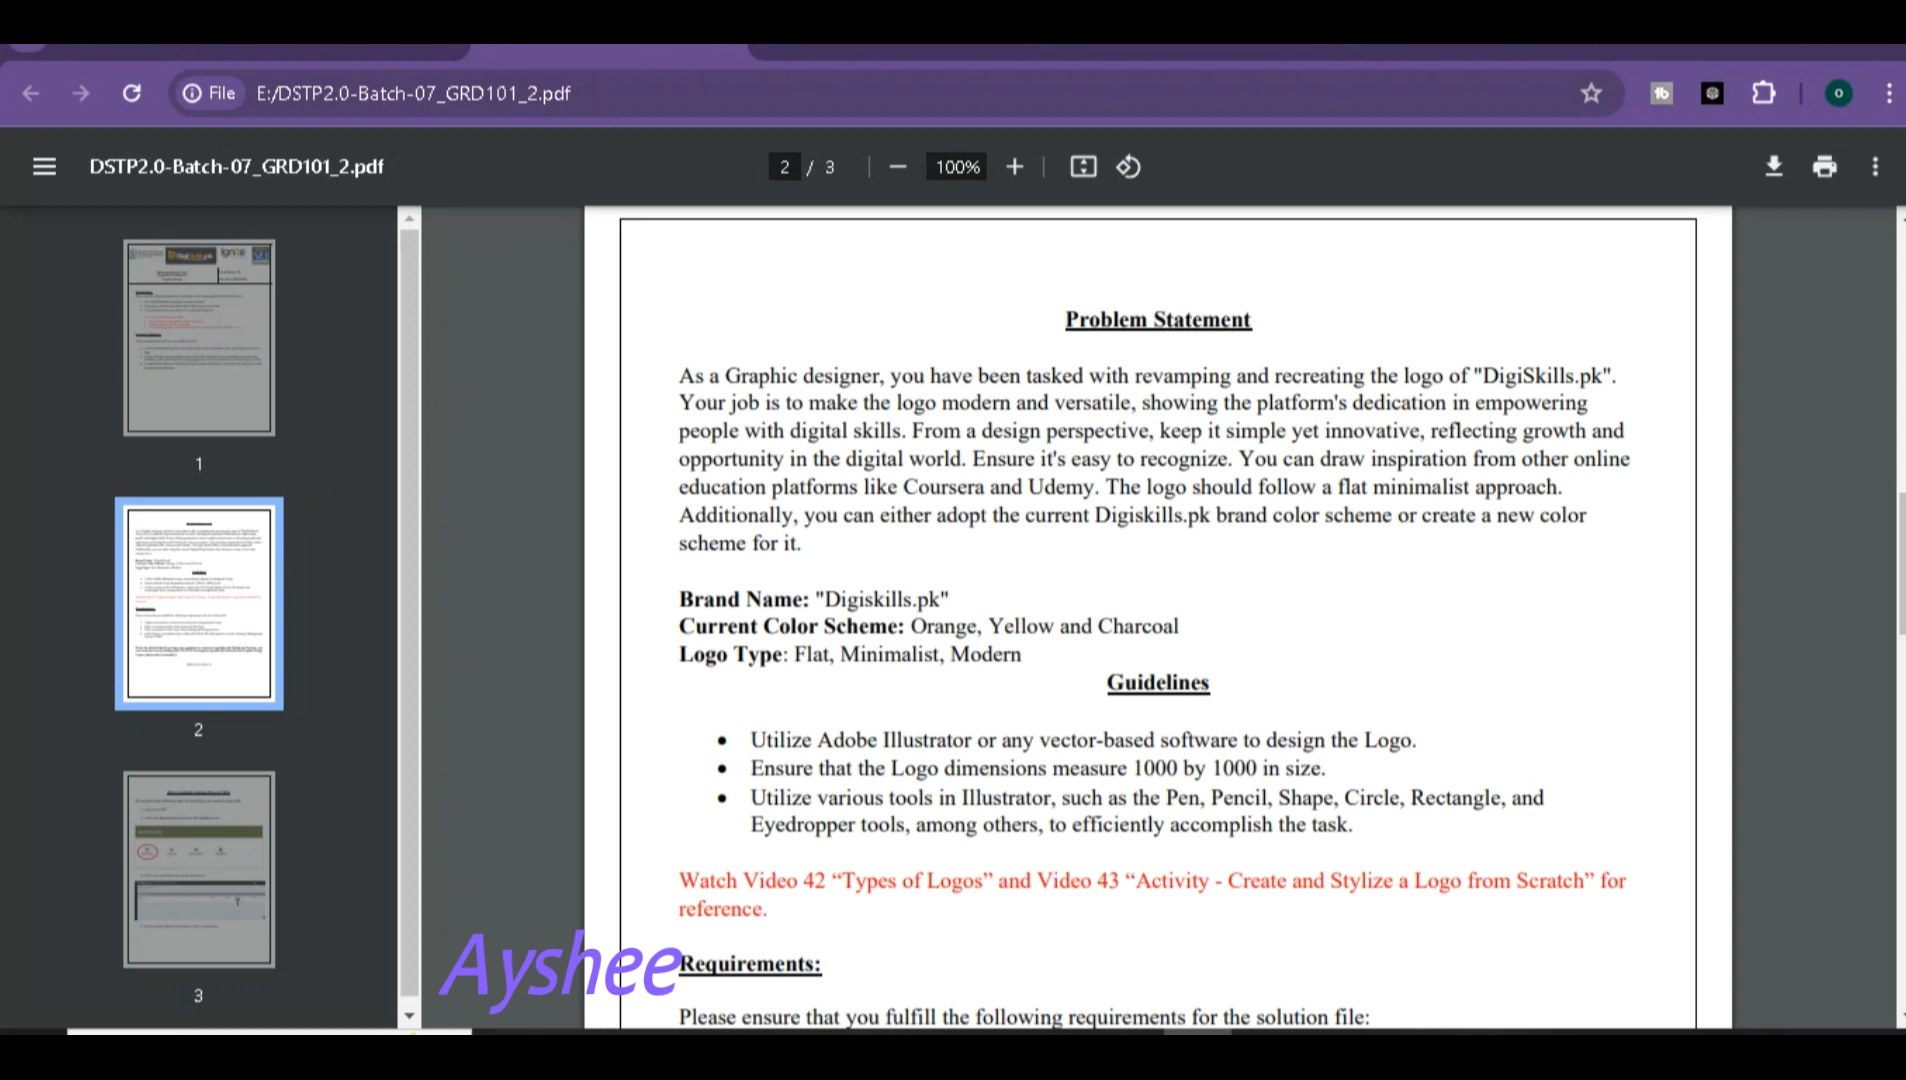 File
E:/DSTP2.0-Batch-07_GRD101_2.pdf
DSTP2.0-Batch-07_GRD101_2.pdf
2 / 3
100%
1
2
3
Problem Statement
As a Graphic designer, you have been tasked with revamping and recreating the logo of "DigiSkills.pk".
Your job is to make the logo modern and versatile, showing the platform's dedication in empowering
people with digital skills. From a design perspective, keep it simple yet innovative, reflecting growth and
opportunity in the digital world. Ensure it's easy to recognize. You can draw inspiration from other online
education platforms like Coursera and Udemy. The logo should follow a flat minimalist approach.
Additionally, you can either adopt the current Digiskills.pk brand color scheme or create a new color
scheme for it.
Brand Name: "Digiskills.pk"
Current Color Scheme: Orange, Yellow and Charcoal
Logo Type: Flat, Minimalist, Modern
Guidelines
• Utilize Adobe Illustrator or any vector-based software to design the Logo.
• Ensure that the Logo dimensions measure 1000 by 1000 in size.
• Utilize various tools in Illustrator, such as the Pen, Pencil, Shape, Circle, Rectangle, and
Eyedropper tools, among others, to efficiently accomplish the task.
Watch Video 42 “Types of Logos” and Video 43 “Activity - Create and Stylize a Logo from Scratch” for
reference.
Ayshee
Requirements:
Please ensure that you fulfill the following requirements for the solution file: